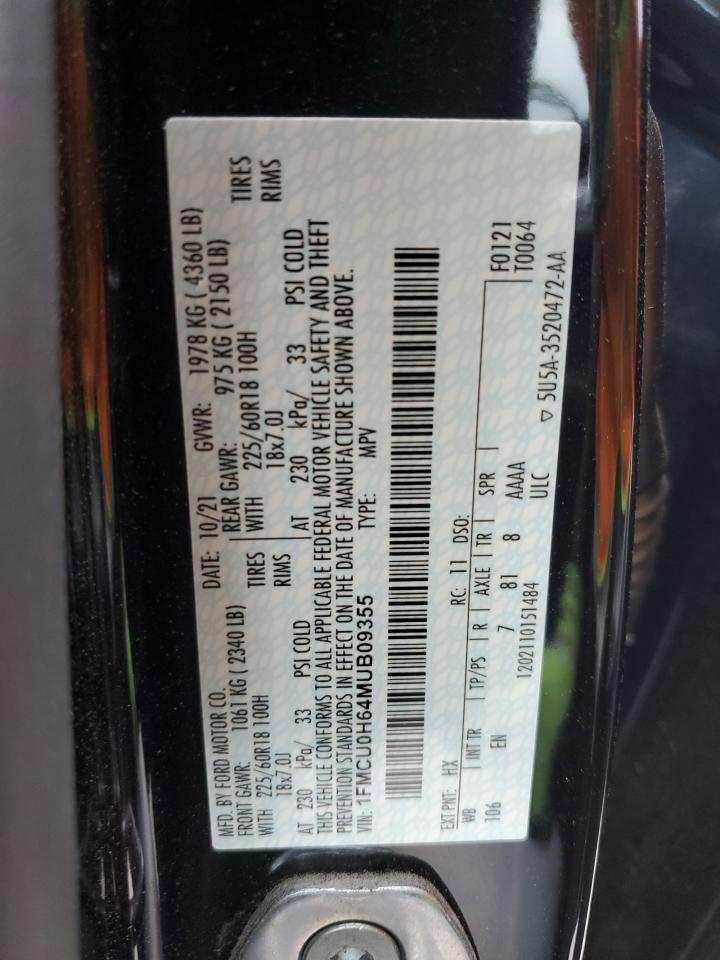 MFD. BY FORD MOTOR CO.
DATE: 10/21 GVWR: 1978 KG ( 4360 LB)
FRONT GAWR: 1061 KG ( 2340 LB)
REAR GAWR: 975 KG ( 2150 LB)
WITH 225/60R18 100H TIRES
WITH 225/60R18 100H TIRES
18x7.0J RIMS
18x7.0J RIMS
AT 230 kPa/ 33 PSI COLD
AT 230 kPa/ 33 PSI COLD
THIS VEHICLE CONFORMS TO ALL APPLICABLE FEDERAL MOTOR VEHICLE SAFETY AND THEFT
PREVENTION STANDARDS IN EFFECT ON THE DATE OF MANUFACTURE SHOWN ABOVE.
VIN: 1FMCU0H64MUB09355 TYPE: MPV
EXT PNT: HX RC: 11 DSO:
WB INT TR TP/PS R AXLE TR SPR
F0121
T0064
106 EN 7 81 8 AAAA
1202110151484 ULC
5U5A-3520472-AA